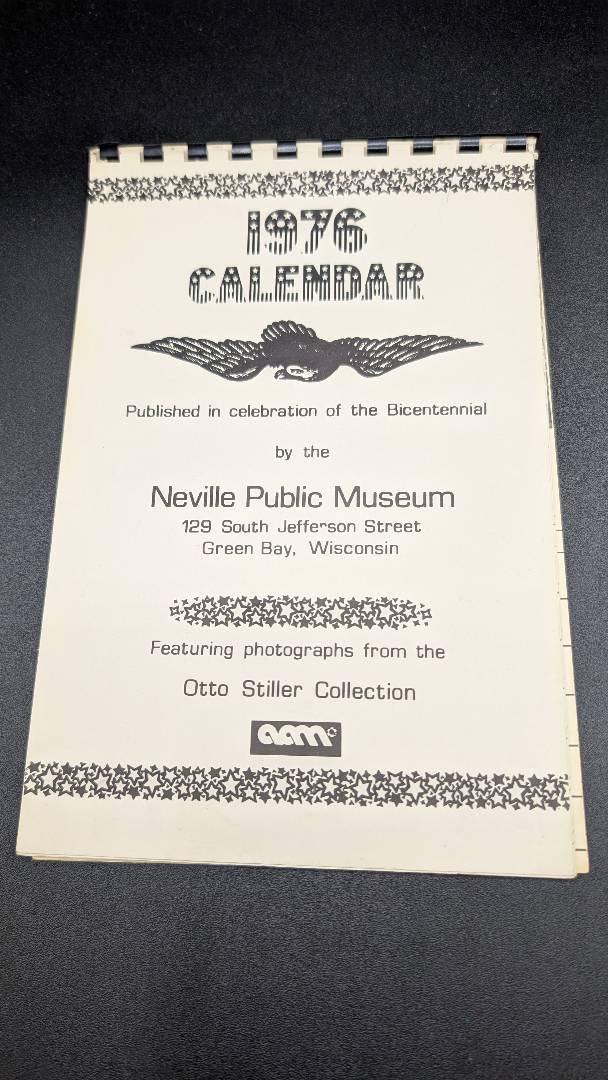 1976
CALENDAR
Published in celebration of the Bicentennial
by the
Neville Public Museum
129 South Jefferson Street
Green Bay, Wisconsin
Featuring photographs from the
Otto Stiller Collection
aam